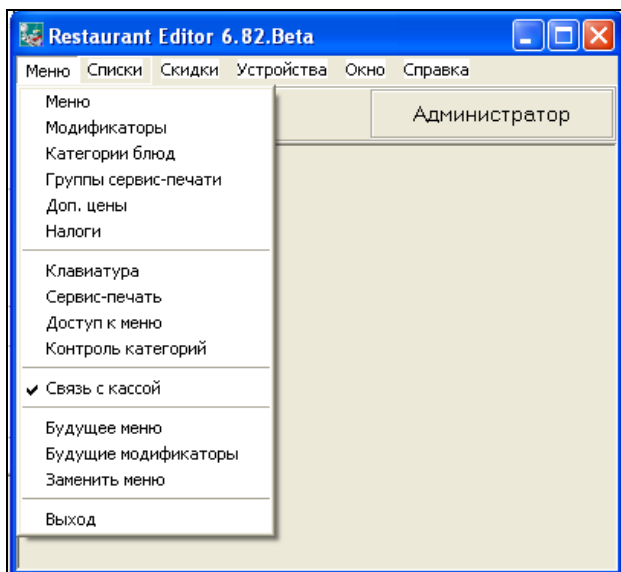 Restaurant Editor 6.82.Beta
Меню Списки Скидки Устройства Окно Справка
Администратор
Меню
Модификаторы
Категории блюд
Группы сервис-печати
Доп. цены
Налоги
Клавиатура
Сервис-печать
Доступ к меню
Контроль категорий
Связь с кассой
Будущее меню
Будущие модификаторы
Заменить меню
Выход